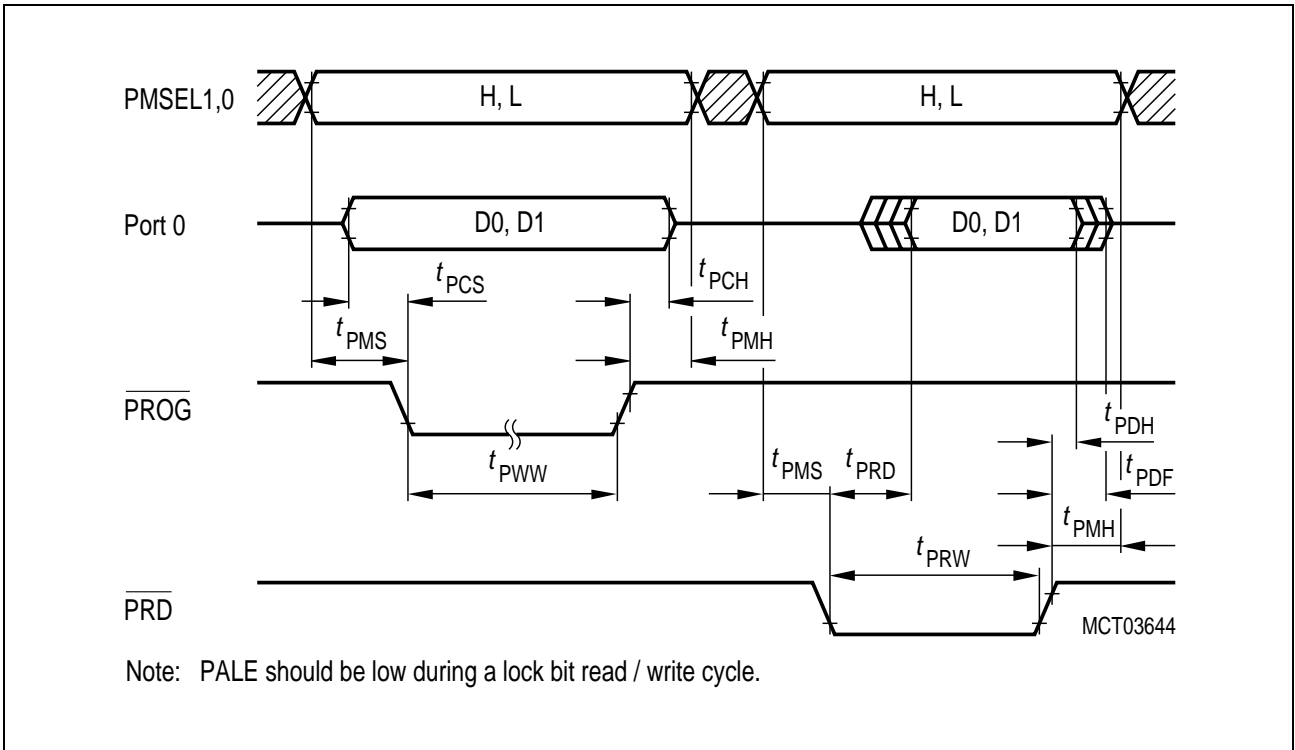 PMSEL1,0
H, L
H, L
Port 0
D0, D1
D0, D1
tPCS
tPCH
tPMS
tPMH
PROG
tPDH
tPWW
tPMS
tPRD
tPDF
tPMH
tPRW
PRD
MCT03644
Note: PALE should be low during a lock bit read / write cycle.